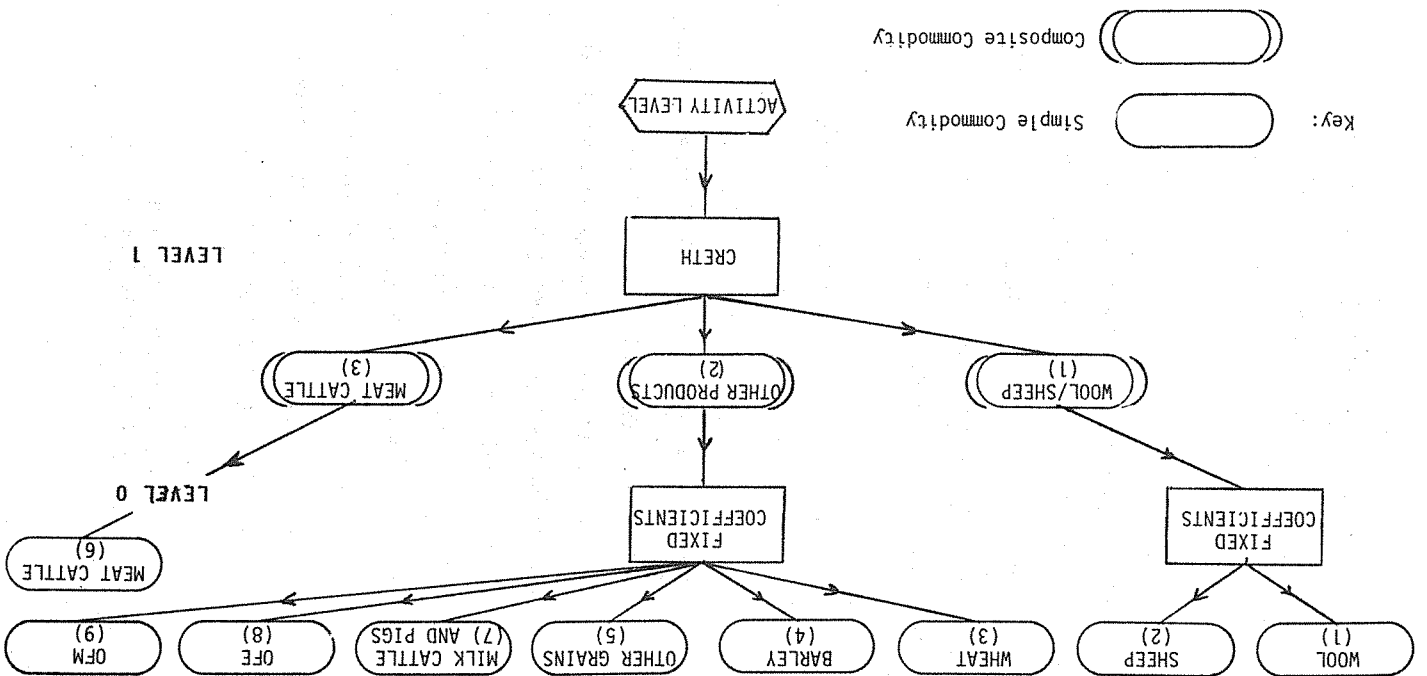 WOOL
(1)
SHEEP
(2)
WHEAT
(3)
BARLEY
(4)
OTHER GRAINS
(5)
MILK CATTLE
(7) AND PIGS
OFE
(8)
OFM
(9)
MEAT CATTLE
(6)
FIXED
COEFFICIENTS
FIXED
COEFFICIENTS
LEVEL 0
WOOL/SHEEP
(1)
OTHER PRODUCTS
(2)
MEAT CATTLE
(3)
CRETH
LEVEL 1
ACTIVITY LEVEL
Key: Simple Commodity
Composite Commodity